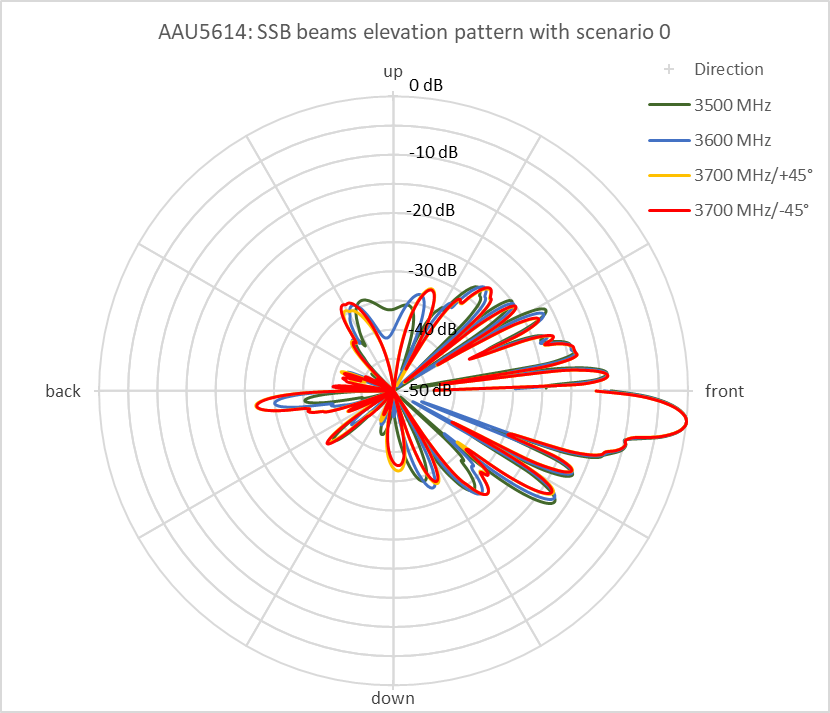 AAU5614: SSB beams elevation pattern with scenario 0
up
0 dB
-10 dB
-20 dB
-30 dB
-40 dB
-50 dB
back
front
down
Direction
3500 MHz
3600 MHz
3700 MHz/+45°
3700 MHz/-45°